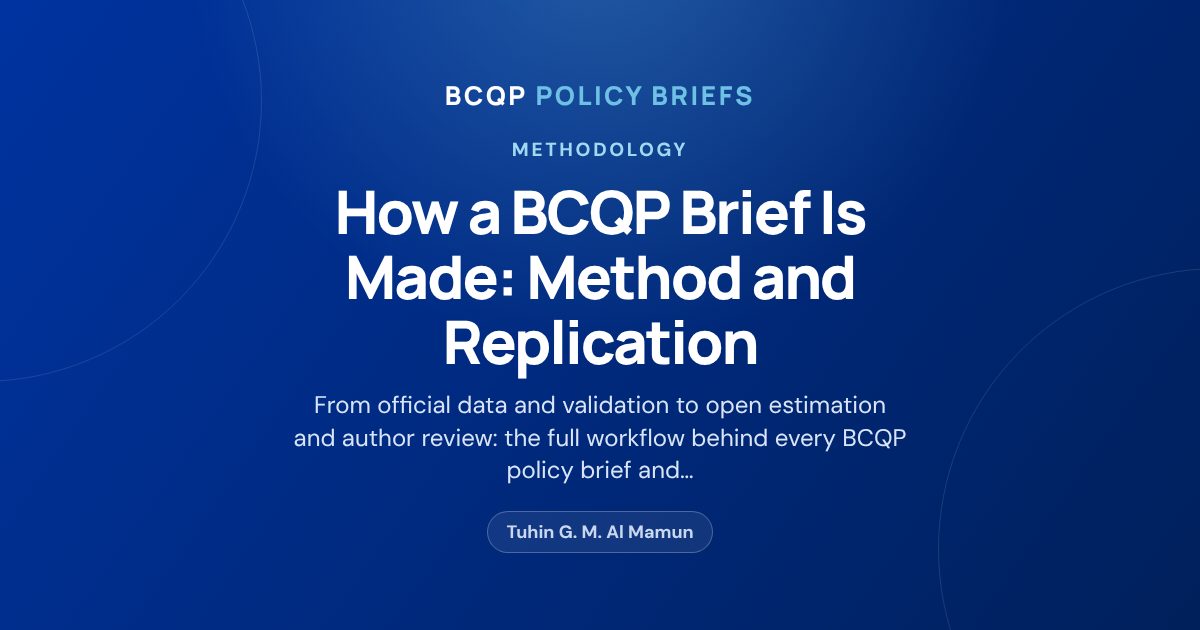 BCQP POLICY BRIEFS
METHODOLOGY
How a BCQP Brief Is
Made: Method and
Replication
From official data and validation to open estimation
and author review: the full workflow behind every BCQP
policy brief and...
Tuhin G. M. Al Mamun